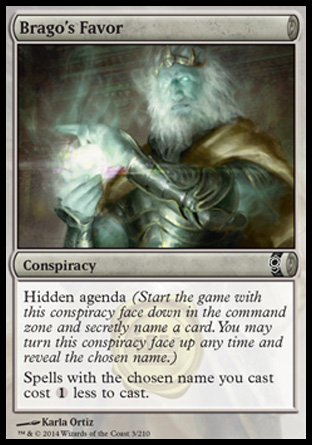 Brago's Favor
Conspiracy
Hidden agenda (Start the game with
this conspiracy face down in the command
zone and secretly name a card. You may
turn this conspiracy face up any time and
reveal the chosen name.)
Spells with the chosen name you cast
cost 1 less to cast.
Karla Ortiz
™ & © 2014 Wizards of the Coast 3/210